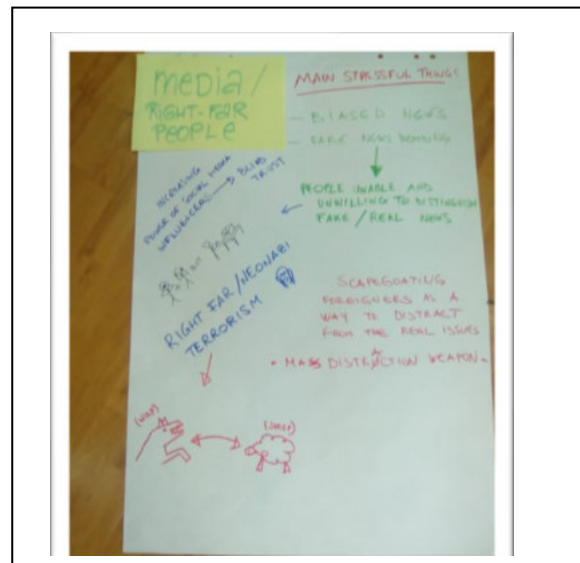 media/
RIGHT-FAR
PEOPLE
MAIN STRESSFUL THINGS
- BIASED NEWS
- FAKE NEWS BOMBING
PEOPLE UNABLE AND
UNWILLING TO DISTINGUISH
FAKE/REAL NEWS
INCREASING
POWER OF SOCIAL MEDIA
INFLUENCERS → BLIND
TRUST
RIGHT FAR/NEONAZI
TERRORISM
SCAPEGOATING
FOREIGNERS AS A
WAY TO DISTRACT
FROM THE REAL ISSUES
• MASS DISTRACTION WEAPON •
(WOLF)
(SHEEP)